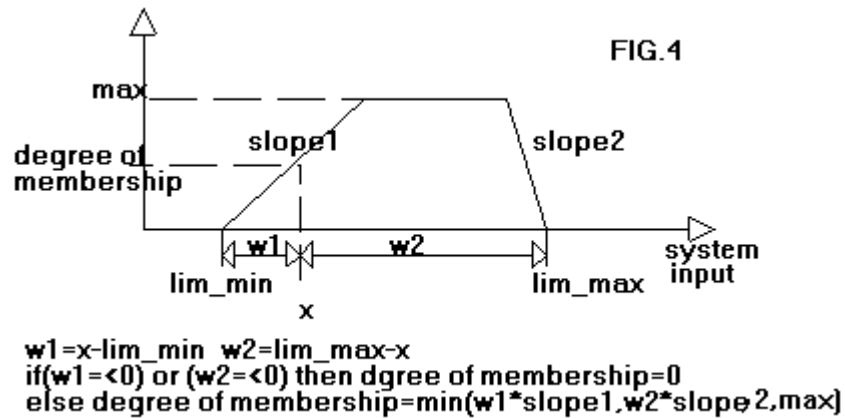 FIG.4
max
slope1
slope2
degree of
membership
w1
w2
system
input
lim_min
lim_max
x
w1=x-lim_min w2=lim_max-x
if(w1=<0) or (w2=<0) then dgree of membership=0
else degree of membership=min(w1*slope1,w2*slope2,max)